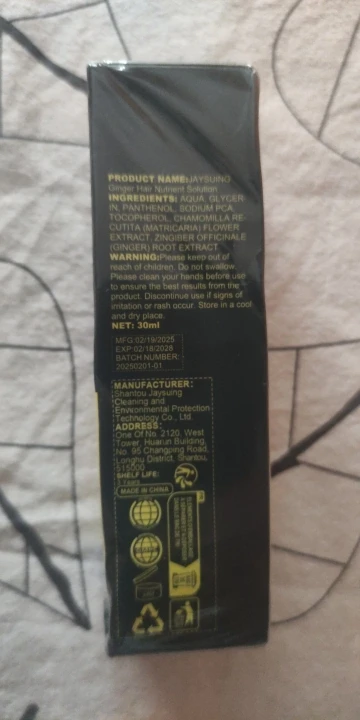 PRODUCT NAME:JAYSUING
Ginger Hair Nutrient Solution
INGREDIENTS: AQUA, GLYCER-
IN, PANTHENOL, SODIUM PCA,
TOCOPHEROL, CHAMOMILLA RE-
CUTITA (MATRICARIA) FLOWER
EXTRACT, ZINGIBER OFFICINALE
(GINGER) ROOT EXTRACT
WARNING:Please keep out of
reach of children. Do not swallow.
Please clean your hands before use
to ensure the best results from the
product. Discontinue use if signs of
irritation or rash occur. Store in a cool
and dry place.
NET: 30ml
MFG:02/19/2025
EXP:02/18/2028
BATCH NUMBER:
20250201-01
MANUFACTURER:
Shantou Jaysuing
Cleaning and
Environmental Protection
Technology Co., Ltd.
ADDRESS:
One Of No. 2120, West
Tower, Huarun Building,
No. 95 Changping Road,
Longhu District, Shantou,
515000
SHELF LIFE:
3 Years
MADE IN CHINA